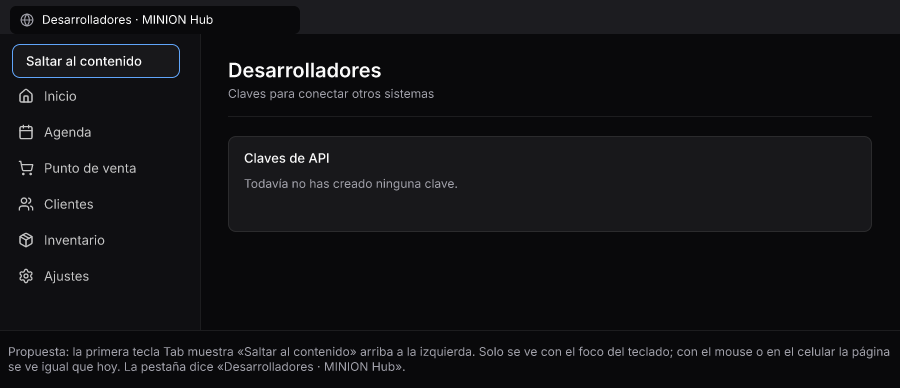 Desarrolladores · MINION Hub
Saltar al contenido
Inicio
Agenda
Punto de venta
Clientes
Inventario
Ajustes
Desarrolladores
Claves para conectar otros sistemas
Claves de API
Todavía no has creado ninguna clave.
Propuesta: la primera tecla Tab muestra «Saltar al contenido» arriba a la izquierda. Solo se ve con el foco del teclado; con el mouse o en el celular la página
se ve igual que hoy. La pestaña dice «Desarrolladores · MINION Hub».